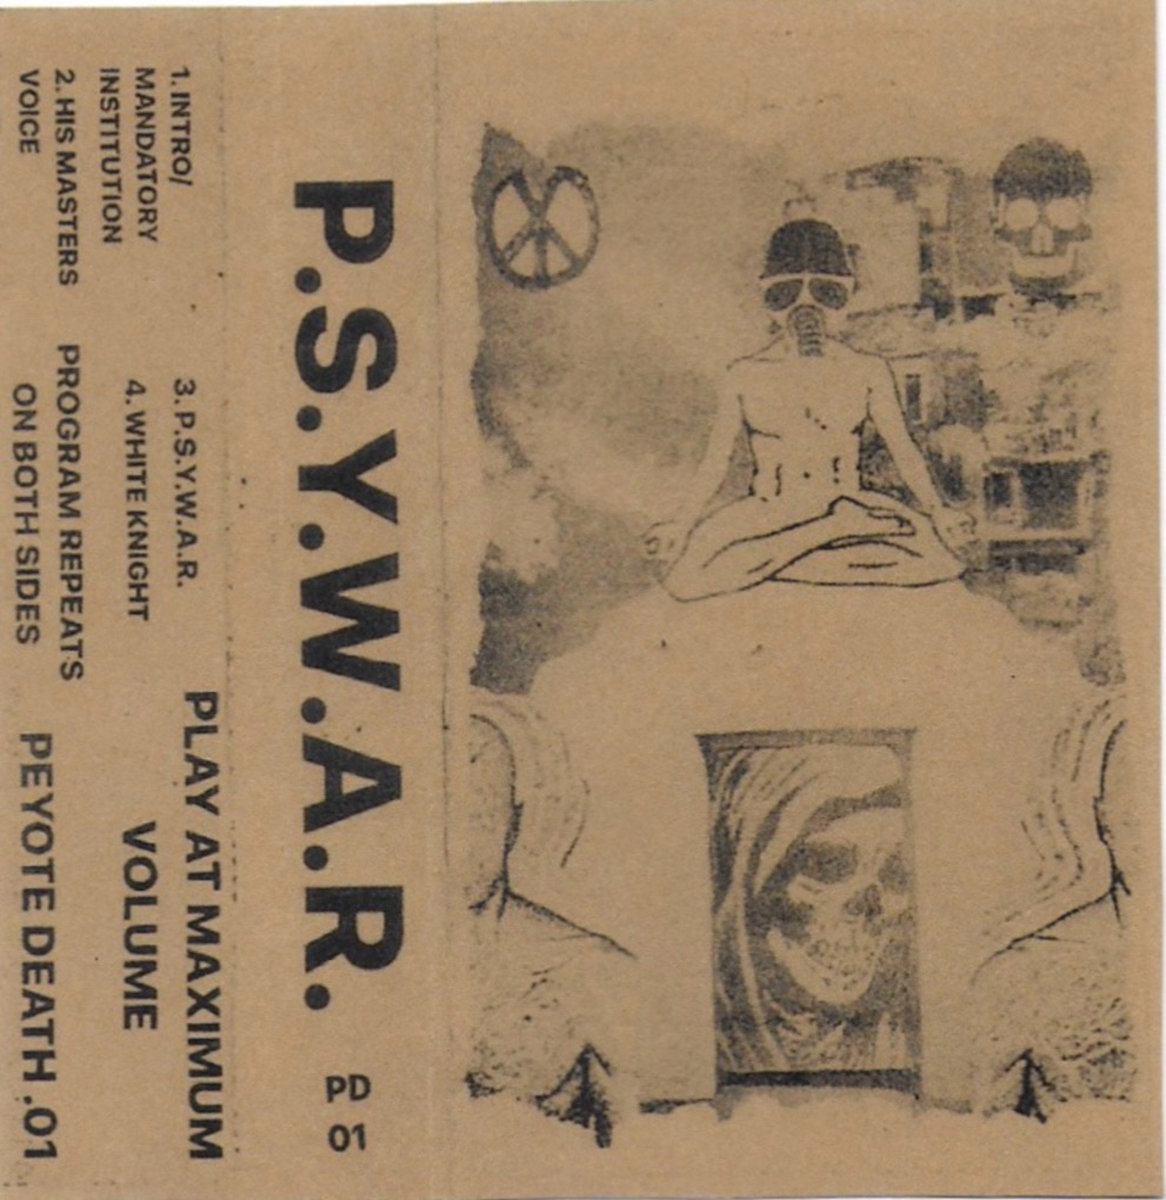 P.S.Y.W.A.R.
PD
01
1. INTRO/
MANDATORY
INSTITUTION
2. HIS MASTERS
VOICE
3. P.S.Y.W.A.R.
4. WHITE KNIGHT
PROGRAM REPEATS
ON BOTH SIDES
PLAY AT MAXIMUM
VOLUME
PEYOTE DEATH .01